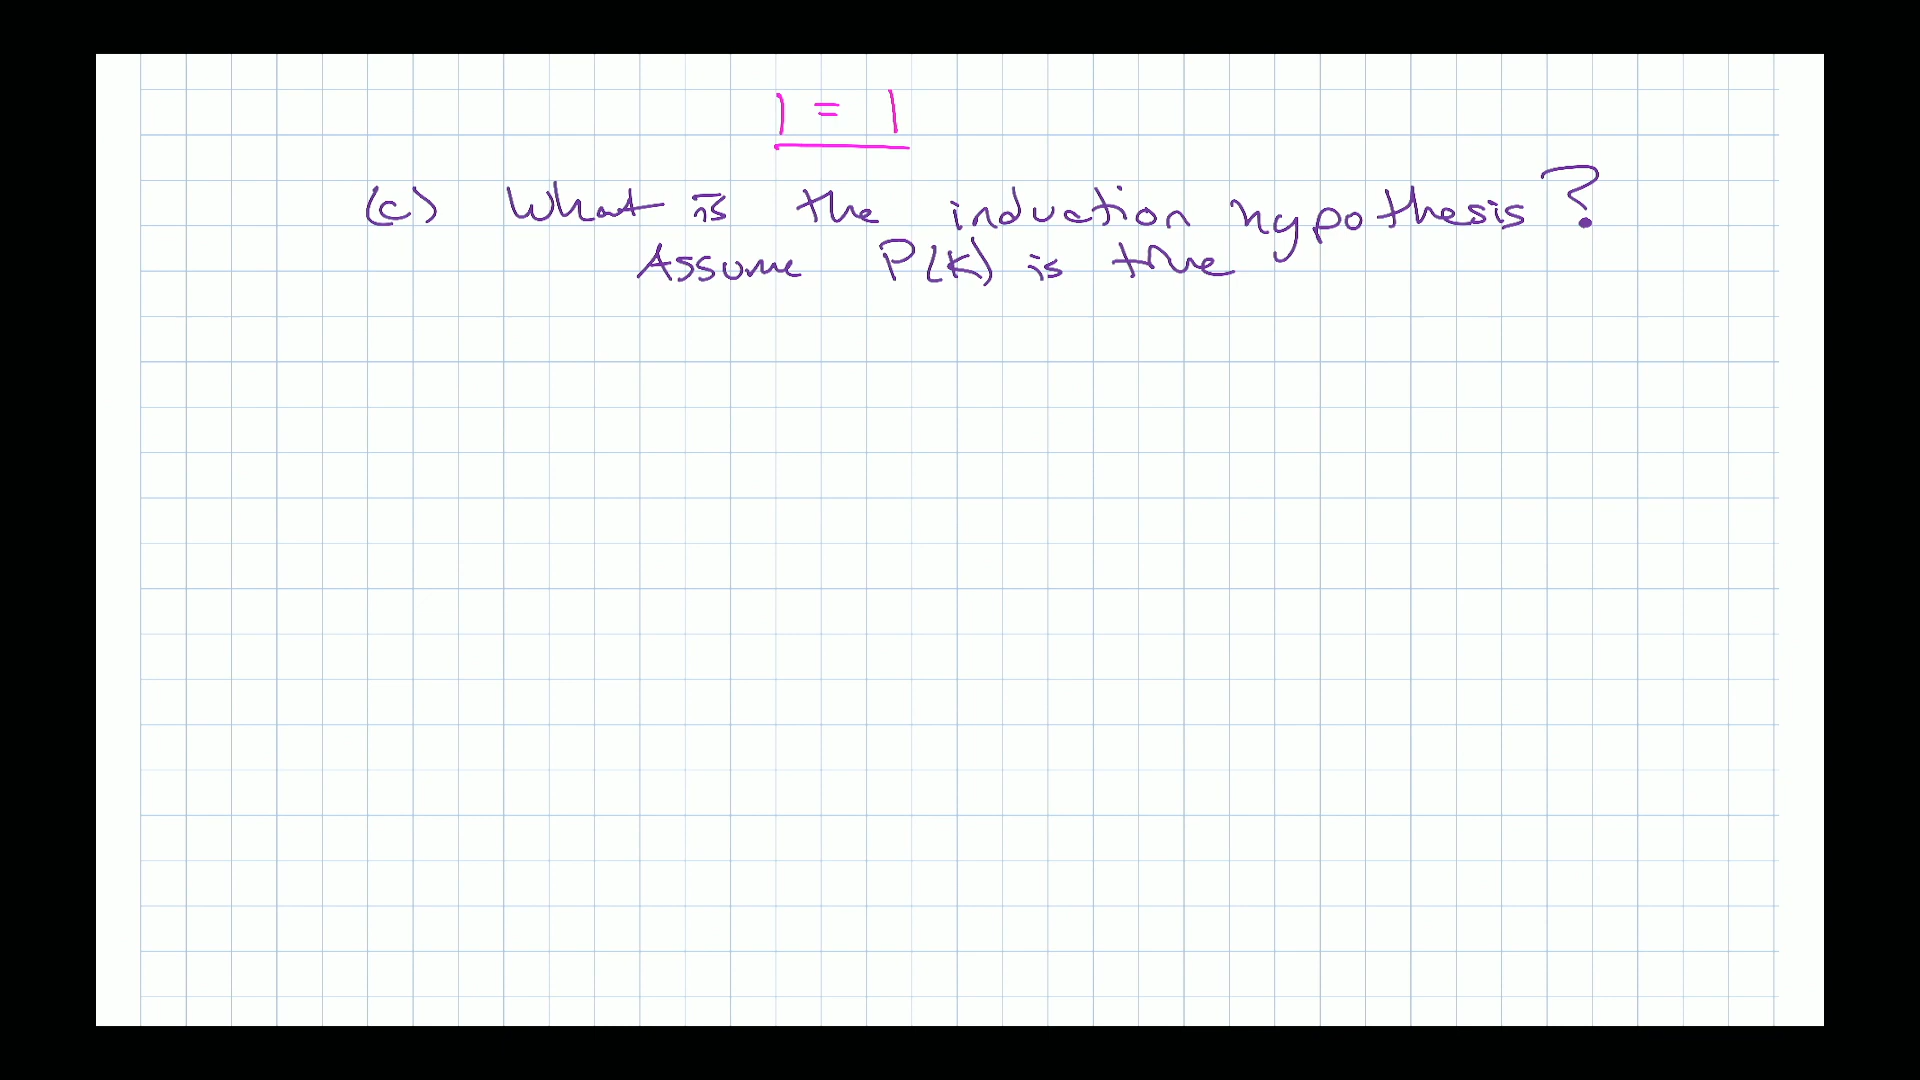 1 = 1
(c) What is the induction hypothesis?
Assume P(k) is true